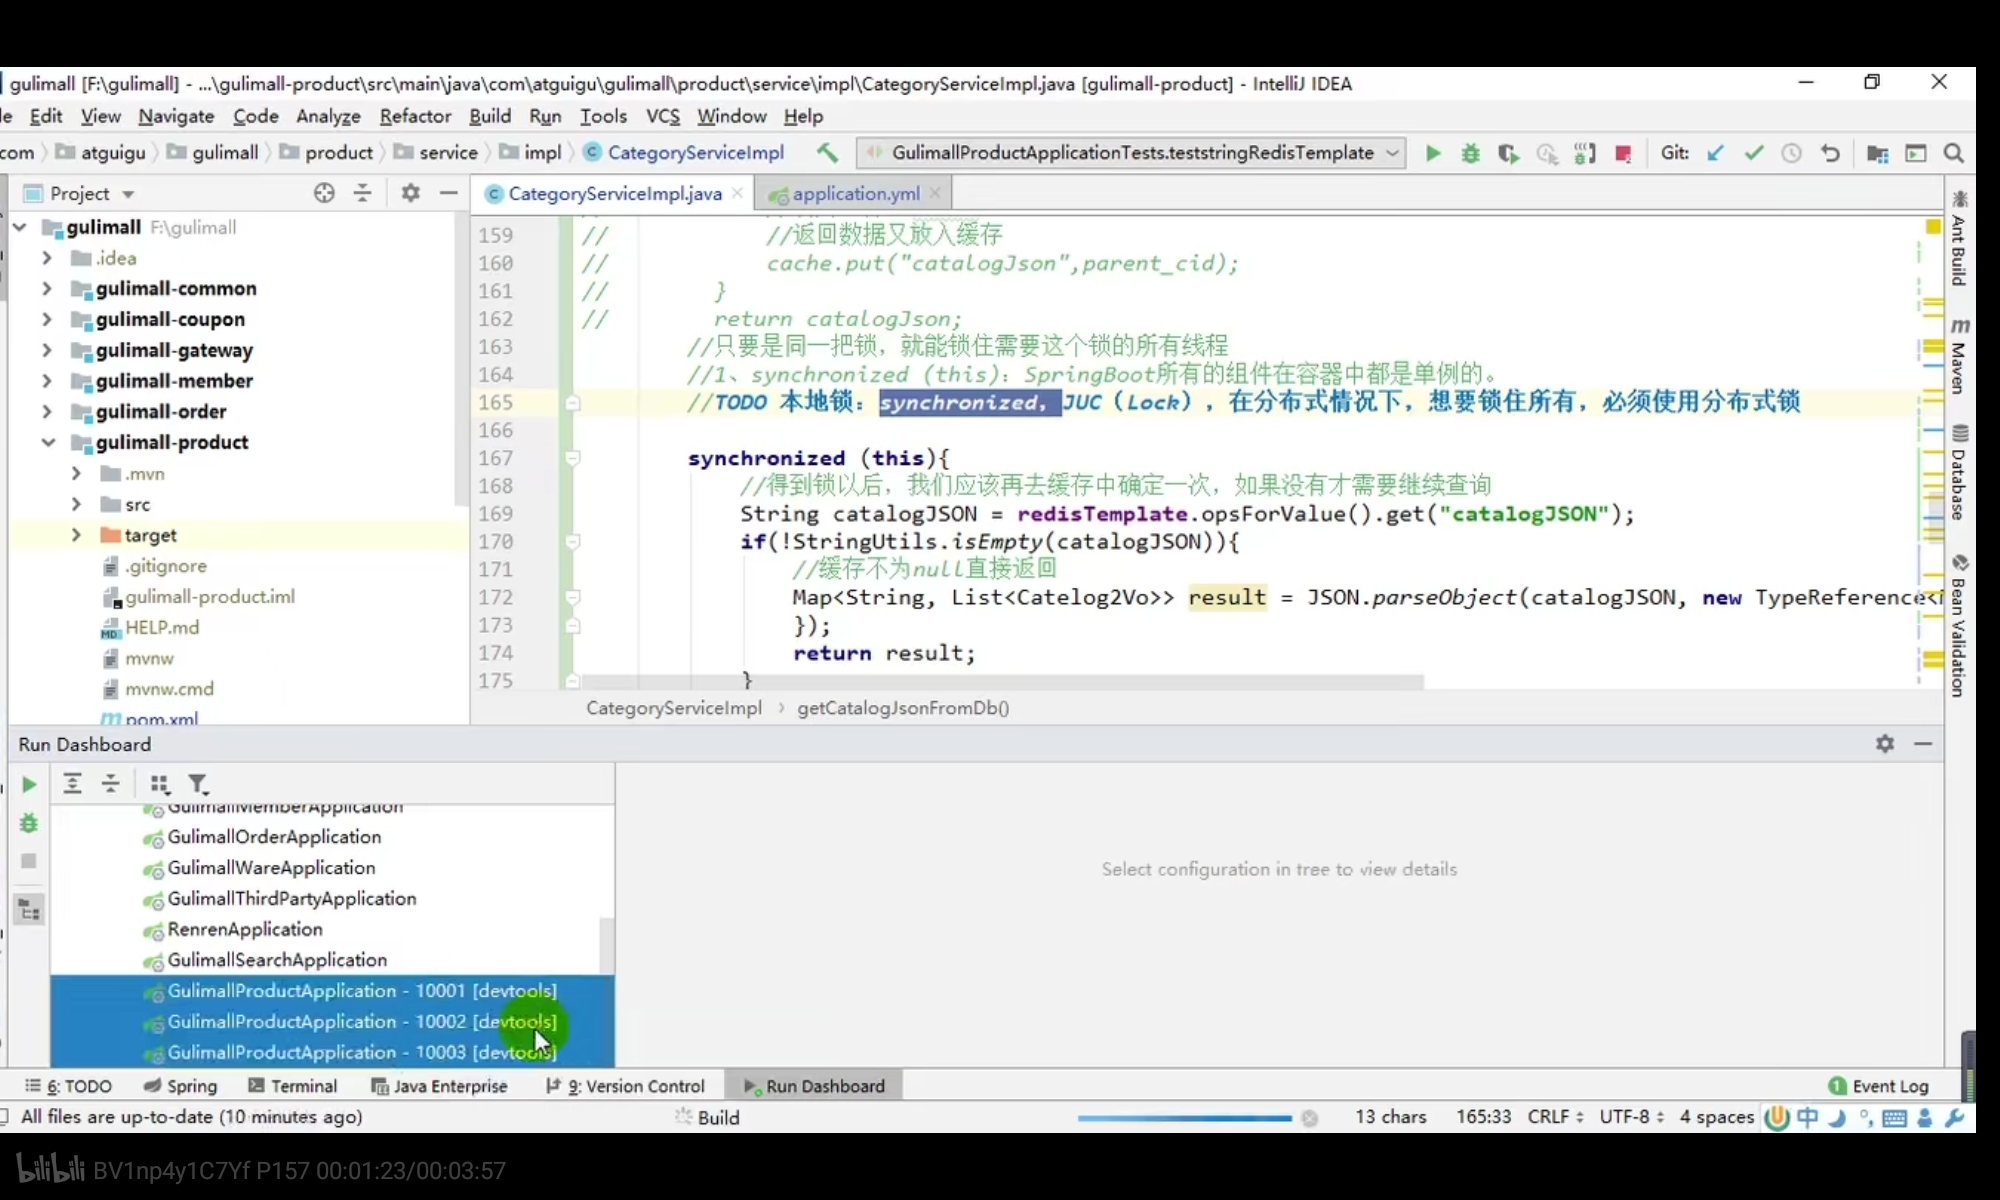 gulimall [F:\gulimall] - ...\gulimall-product\src\main\java\com\atguigu\gulimall\product\service\impl\CategoryServiceImpl.java [gulimall-product] - IntelliJ IDEA
Edit View Navigate Code Analyze Refactor Build Run Tools VCS Window Help
com atguigu gulimall product service impl CategoryServiceImpl GulimallProductApplicationTests.teststringRedisTemplate Git:
Project
CategoryServiceImpl.java application.yml
gulimall F:\gulimall
.idea
gulimall-common
gulimall-coupon
gulimall-gateway
gulimall-member
gulimall-order
gulimall-product
.mvn
src
target
.gitignore
gulimall-product.iml
HELP.md
mvnw
mvnw.cmd
pom.xml
159 // //返回数据又放入缓存
160 // cache.put("catalogJson",parent_cid);
161 // }
162 // return catalogJson;
163 //只要是同一把锁，就能锁住需要这个锁的所有线程
164 //1、synchronized (this)：SpringBoot所有的组件在容器中都是单例的。
165 //TODO 本地锁：synchronized，JUC（Lock），在分布式情况下，想要锁住所有，必须使用分布式锁
166
167 synchronized (this){
168 //得到锁以后，我们应该再去缓存中确定一次，如果没有才需要继续查询
169 String catalogJSON = redisTemplate.opsForValue().get("catalogJSON");
170 if(!StringUtils.isEmpty(catalogJSON)){
171 //缓存不为null直接返回
172 Map<String, List<Catelog2Vo>> result = JSON.parseObject(catalogJSON, new TypeReference<
173 });
174 return result;
175 }
CategoryServiceImpl getCatalogJsonFromDb()
Ant Build
Maven
Database
Bean Validation
Run Dashboard
GulimallMemberApplication
GulimallOrderApplication
GulimallWareApplication
GulimallThirdPartyApplication
RenrenApplication
GulimallSearchApplication
GulimallProductApplication - 10001 [devtools]
GulimallProductApplication - 10002 [devtools]
GulimallProductApplication - 10003 [devtools]
Select configuration in tree to view details
6: TODO Spring Terminal Java Enterprise 9: Version Control Run Dashboard 1 Event Log
All files are up-to-date (10 minutes ago) Build 13 chars 165:33 CRLF UTF-8 4 spaces 中
bilibili BV1np4y1C7Yf P157 00:01:23/00:03:57